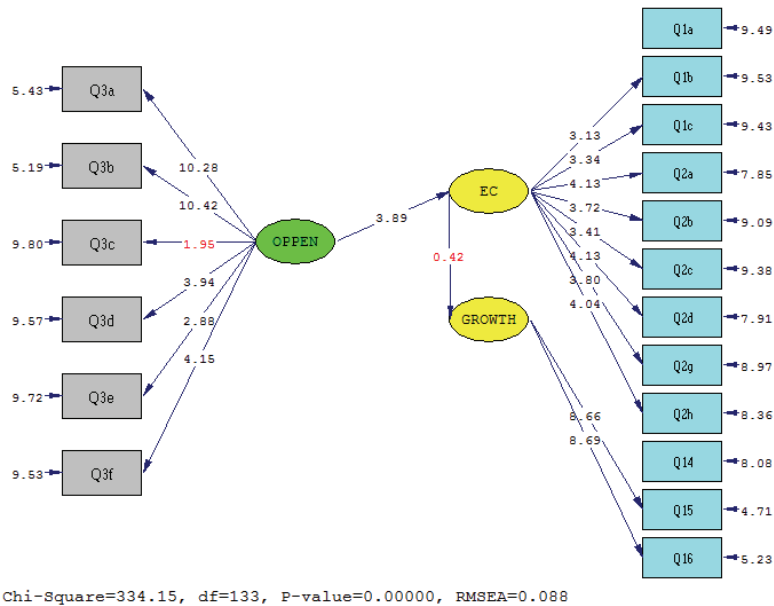 Q1a 9.49
5.43 Q3a Q1b 9.53
3.13
Q1c 9.43
3.34
5.19 Q3b 10.28 4.13 Q2a 7.85
EC
10.42 3.72
3.89 Q2b 9.09
3.41
9.80 Q3c 1.95 OPPEN
0.42 4.13 Q2c 9.38
3.94 3.80
4.04
9.57 Q3d GROWTH Q2d 7.91
2.88
4.15 Q2g 8.97
9.72 Q3e
8.66 Q2h 8.36
8.69
9.53 Q3f Q14 8.08
Q15 4.71
Q16 5.23
Chi-Square=334.15, df=133, P-value=0.00000, RMSEA=0.088